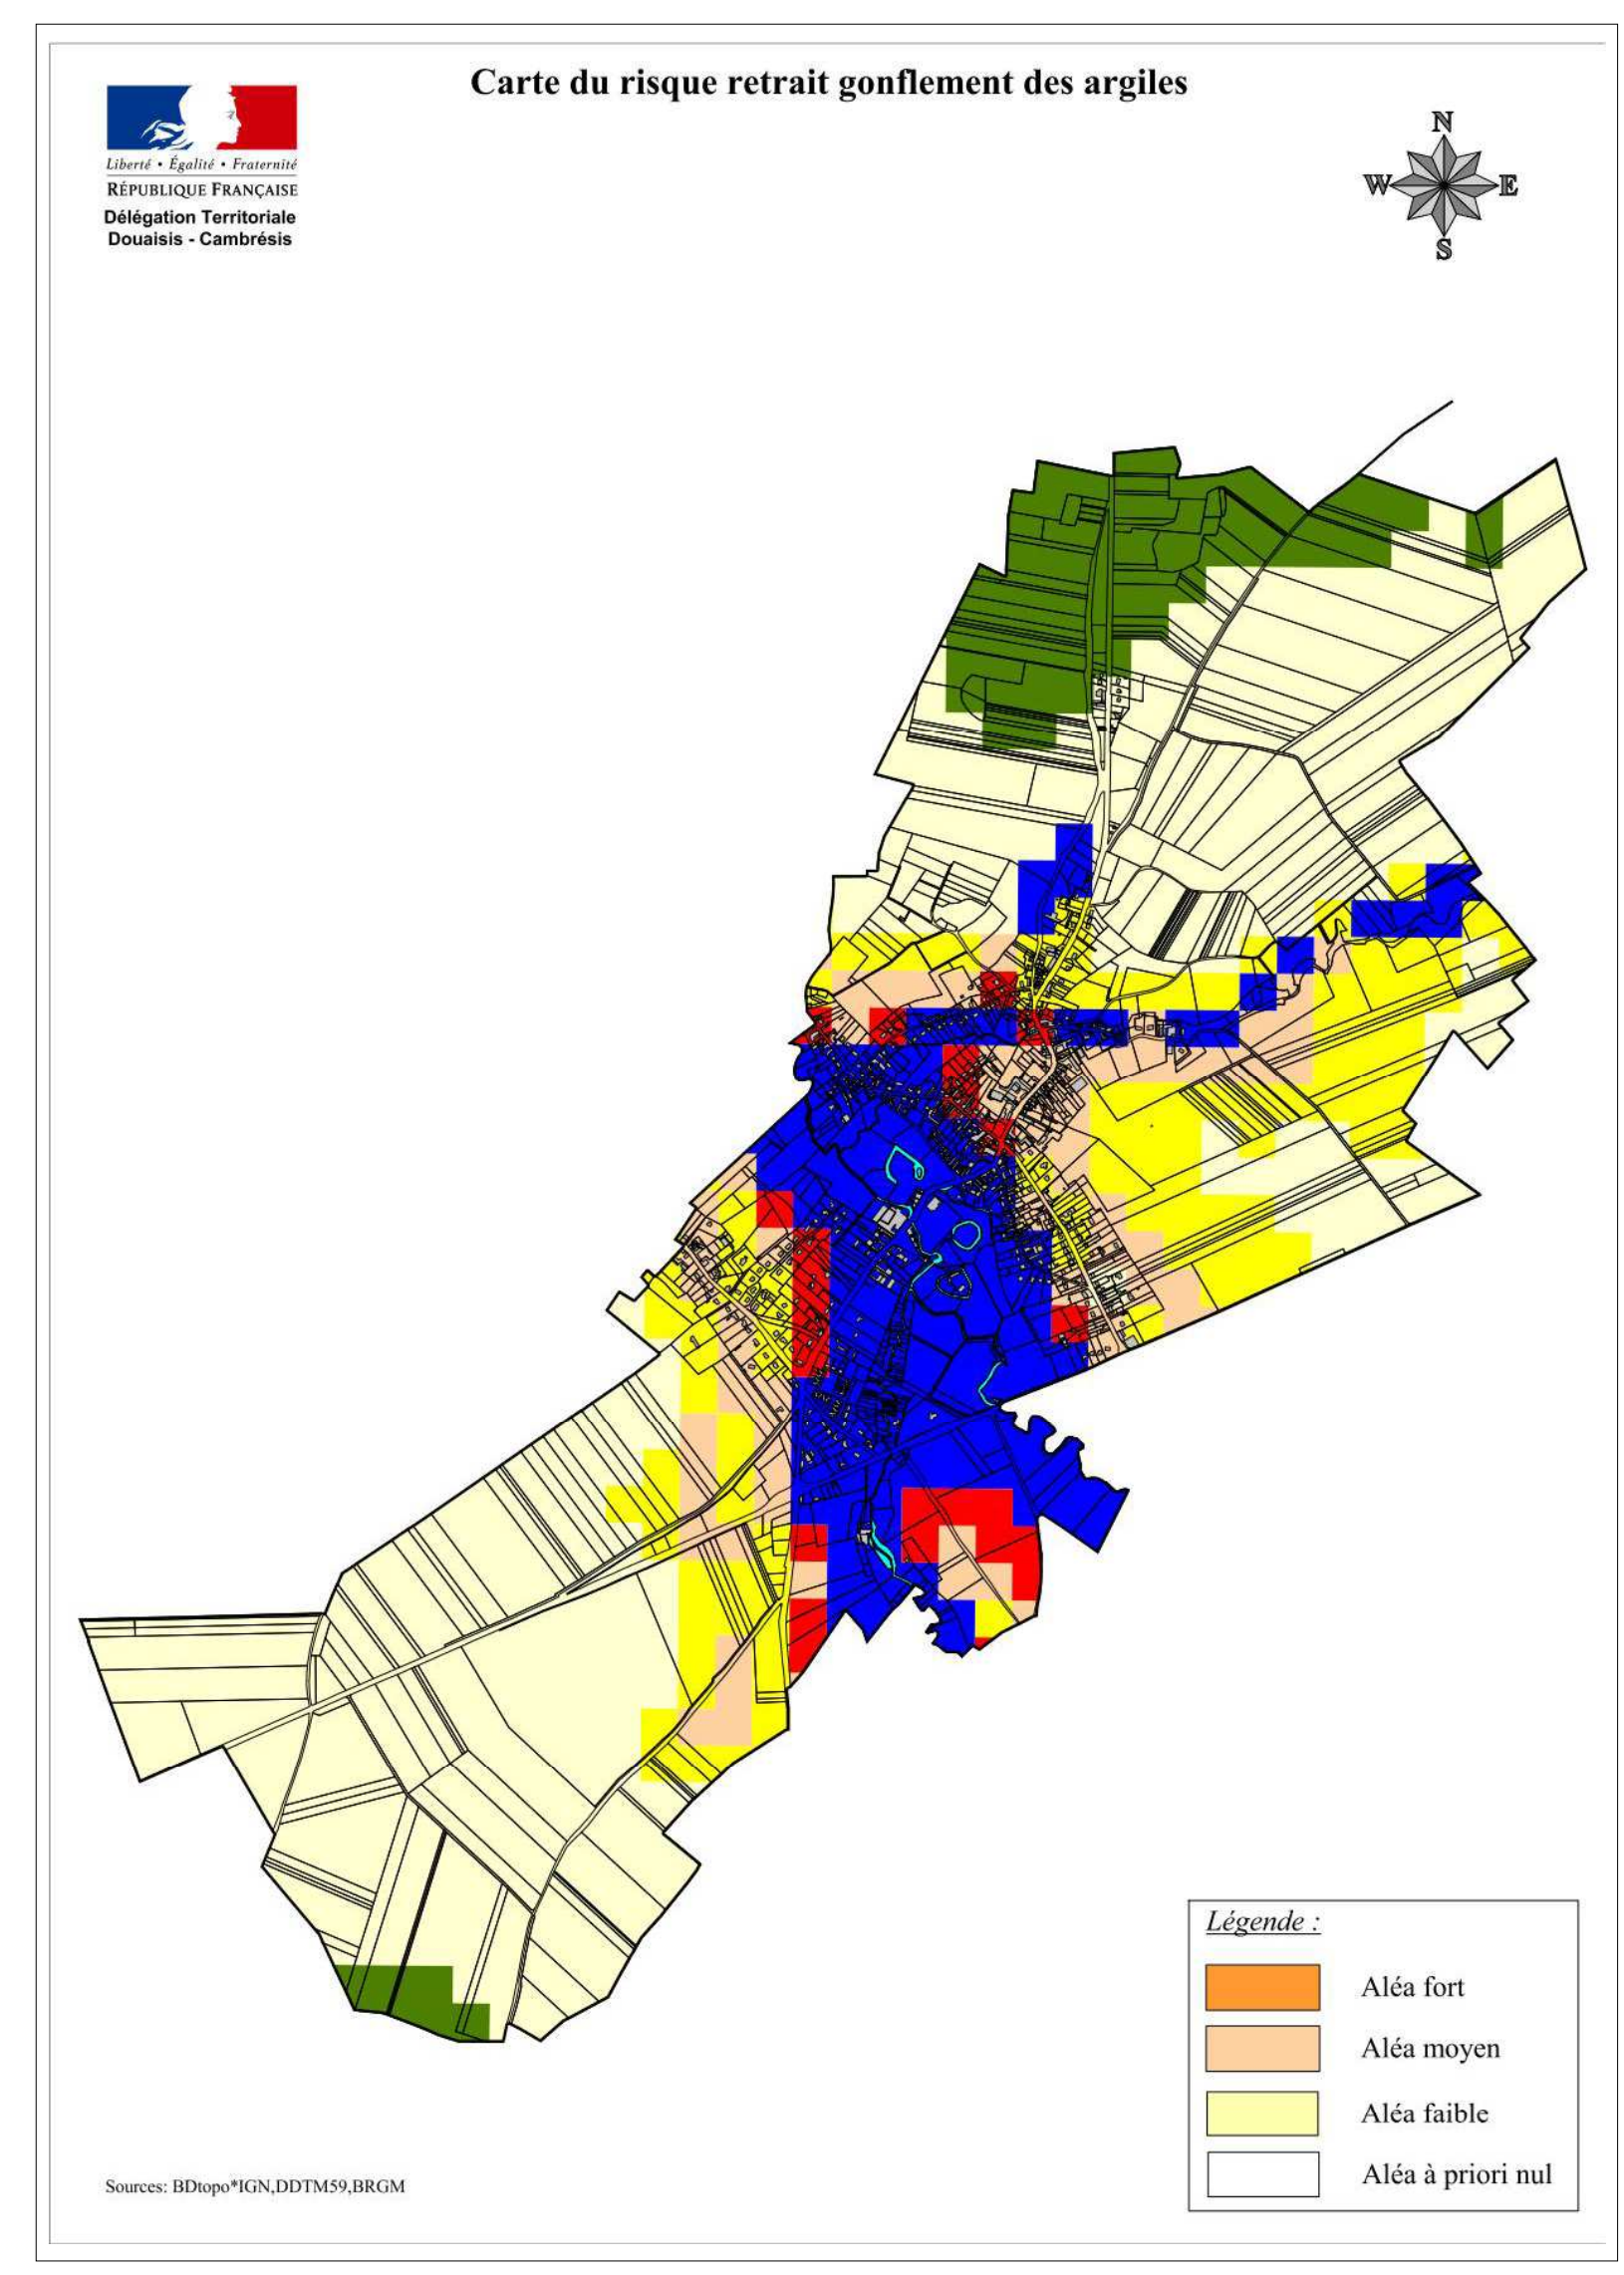 Carte du risque retrait gonflement des argiles
Liberté • Égalité • Fraternité
RÉPUBLIQUE FRANÇAISE
Délégation Territoriale
Douaisis - Cambrésis
N
W
E
S
Légende :
Aléa fort
Aléa moyen
Aléa faible
Aléa à priori nul
Sources: BDtopo*IGN,DDTM59,BRGM